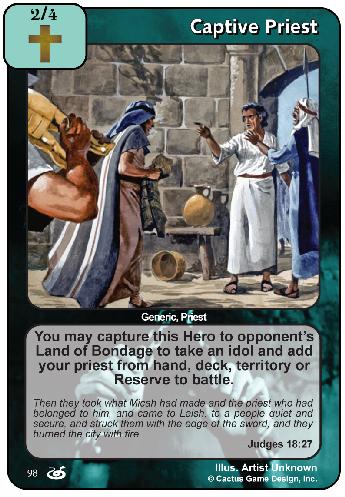 2/4
Captive Priest
Generic, Priest
You may capture this Hero to opponent's
Land of Bondage to take an idol and add
your priest from hand, deck, territory or
Reserve to battle.
Then they took what Micah had made and the priest who had
belonged to him, and came to Laish, to a people quiet and
secure, and struck them with the edge of the sword, and they
burned the city with fire.
Judges 18:27
98
Illus. Artist Unknown
© Cactus Game Design, Inc.